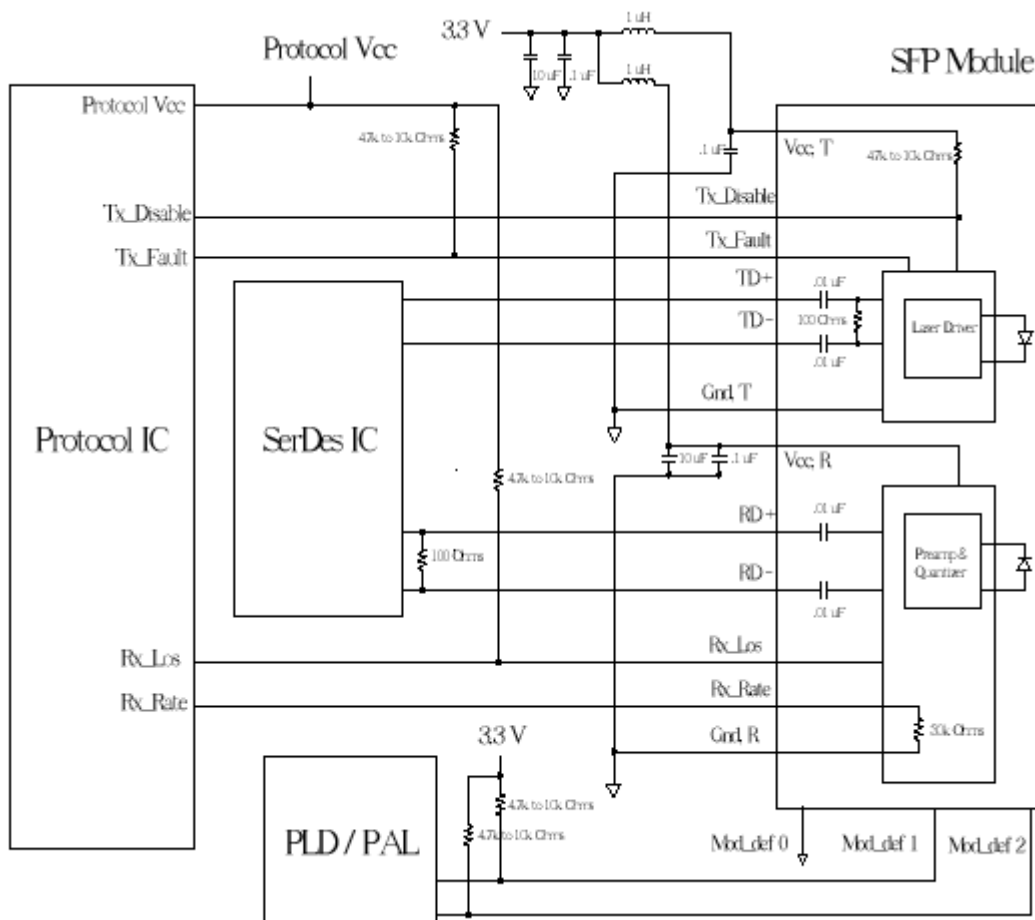 1 uH
3.3 V
Protocol Vcc
10 uF
.1 uF
1 uH
SFP Module
Protocol Vcc
4.7k to 10k Ohms
.1 uF
Vcc, T
4.7k to 10k Ohms
Tx_Disable
Tx_Disable
Tx_Fault
Tx_Fault
TD+
.01 uF
TD-
100 Ohms
Laser Driver
.01 uF
Gnd, T
Protocol IC
SerDes IC
10 uF
.1 uF
Vcc, R
4.7k to 10k Ohms
RD+
.01 uF
100 Ohms
Preamp &
Quantizer
RD-
.01 uF
Rx_Los
Rx_Los
Rx_Rate
Rx_Rate
3.3 V
Gnd, R
33k Ohms
4.7k to 10k Ohms
4.7k to 10k Ohms
PLD / PAL
Mod_def 0
Mod_def 1
Mod_def 2